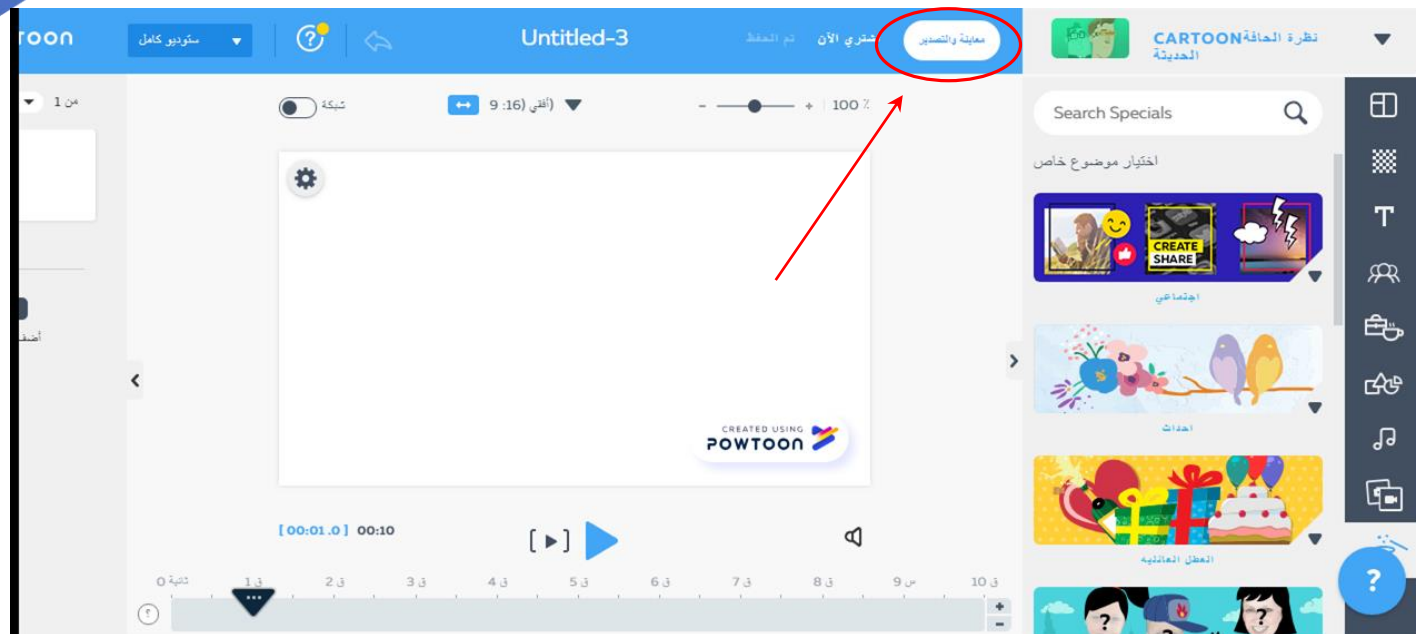 TOON
ستوديو كامل
?
Untitled-3
تم الحفظ
شتري الآن
معاينة والتصدير
نظرة الحافة CARTOON
الحديثة
من 1
شبكة
(أفقي (16: 9
- + 100 %
Search Specials
اختيار موضوع خاص
CREATE
SHARE
اجتماعي
T
أضف
احداث
CREATED USING
POWTOON
العطل العائلية
[ 00:01.0 ] 00:10
0 ثانية
1 ق
2 ق
3 ق
4 ق
5 ق
6 ق
7 ق
8 ق
9 س
10 ق
؟
+
-
? ? ?
?